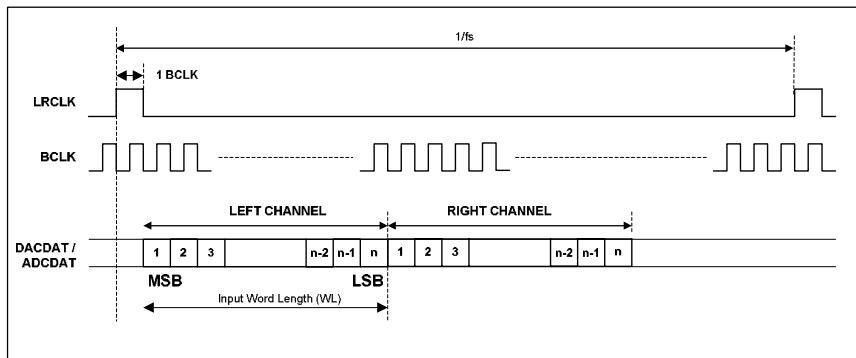 1/fs
1 BCLK
LRCLK
BCLK
LEFT CHANNEL RIGHT CHANNEL
DACDAT /
ADCDAT
1 2 3 n-2 n-1 n 1 2 3 n-2 n-1 n
MSB LSB
Input Word Length (WL)